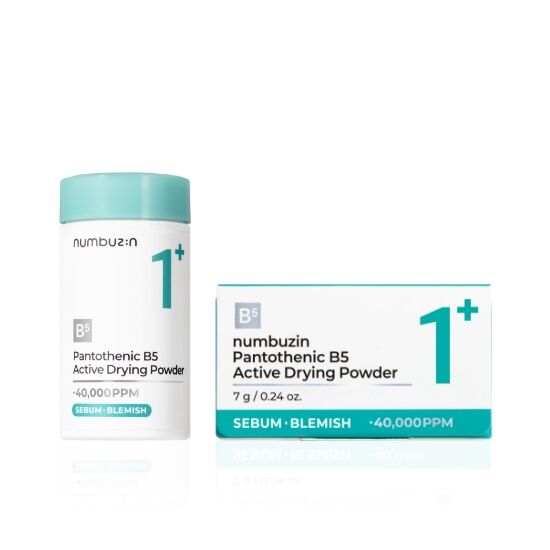 numbuz:n
1+
B5
Pantothenic B5
Active Drying Powder
·40,000PPM
SEBUM · BLEMISH
B5
1+
numbuzin
Pantothenic B5
Active Drying Powder
7 g / 0.24 oz.
SEBUM · BLEMISH ·40,000PPM